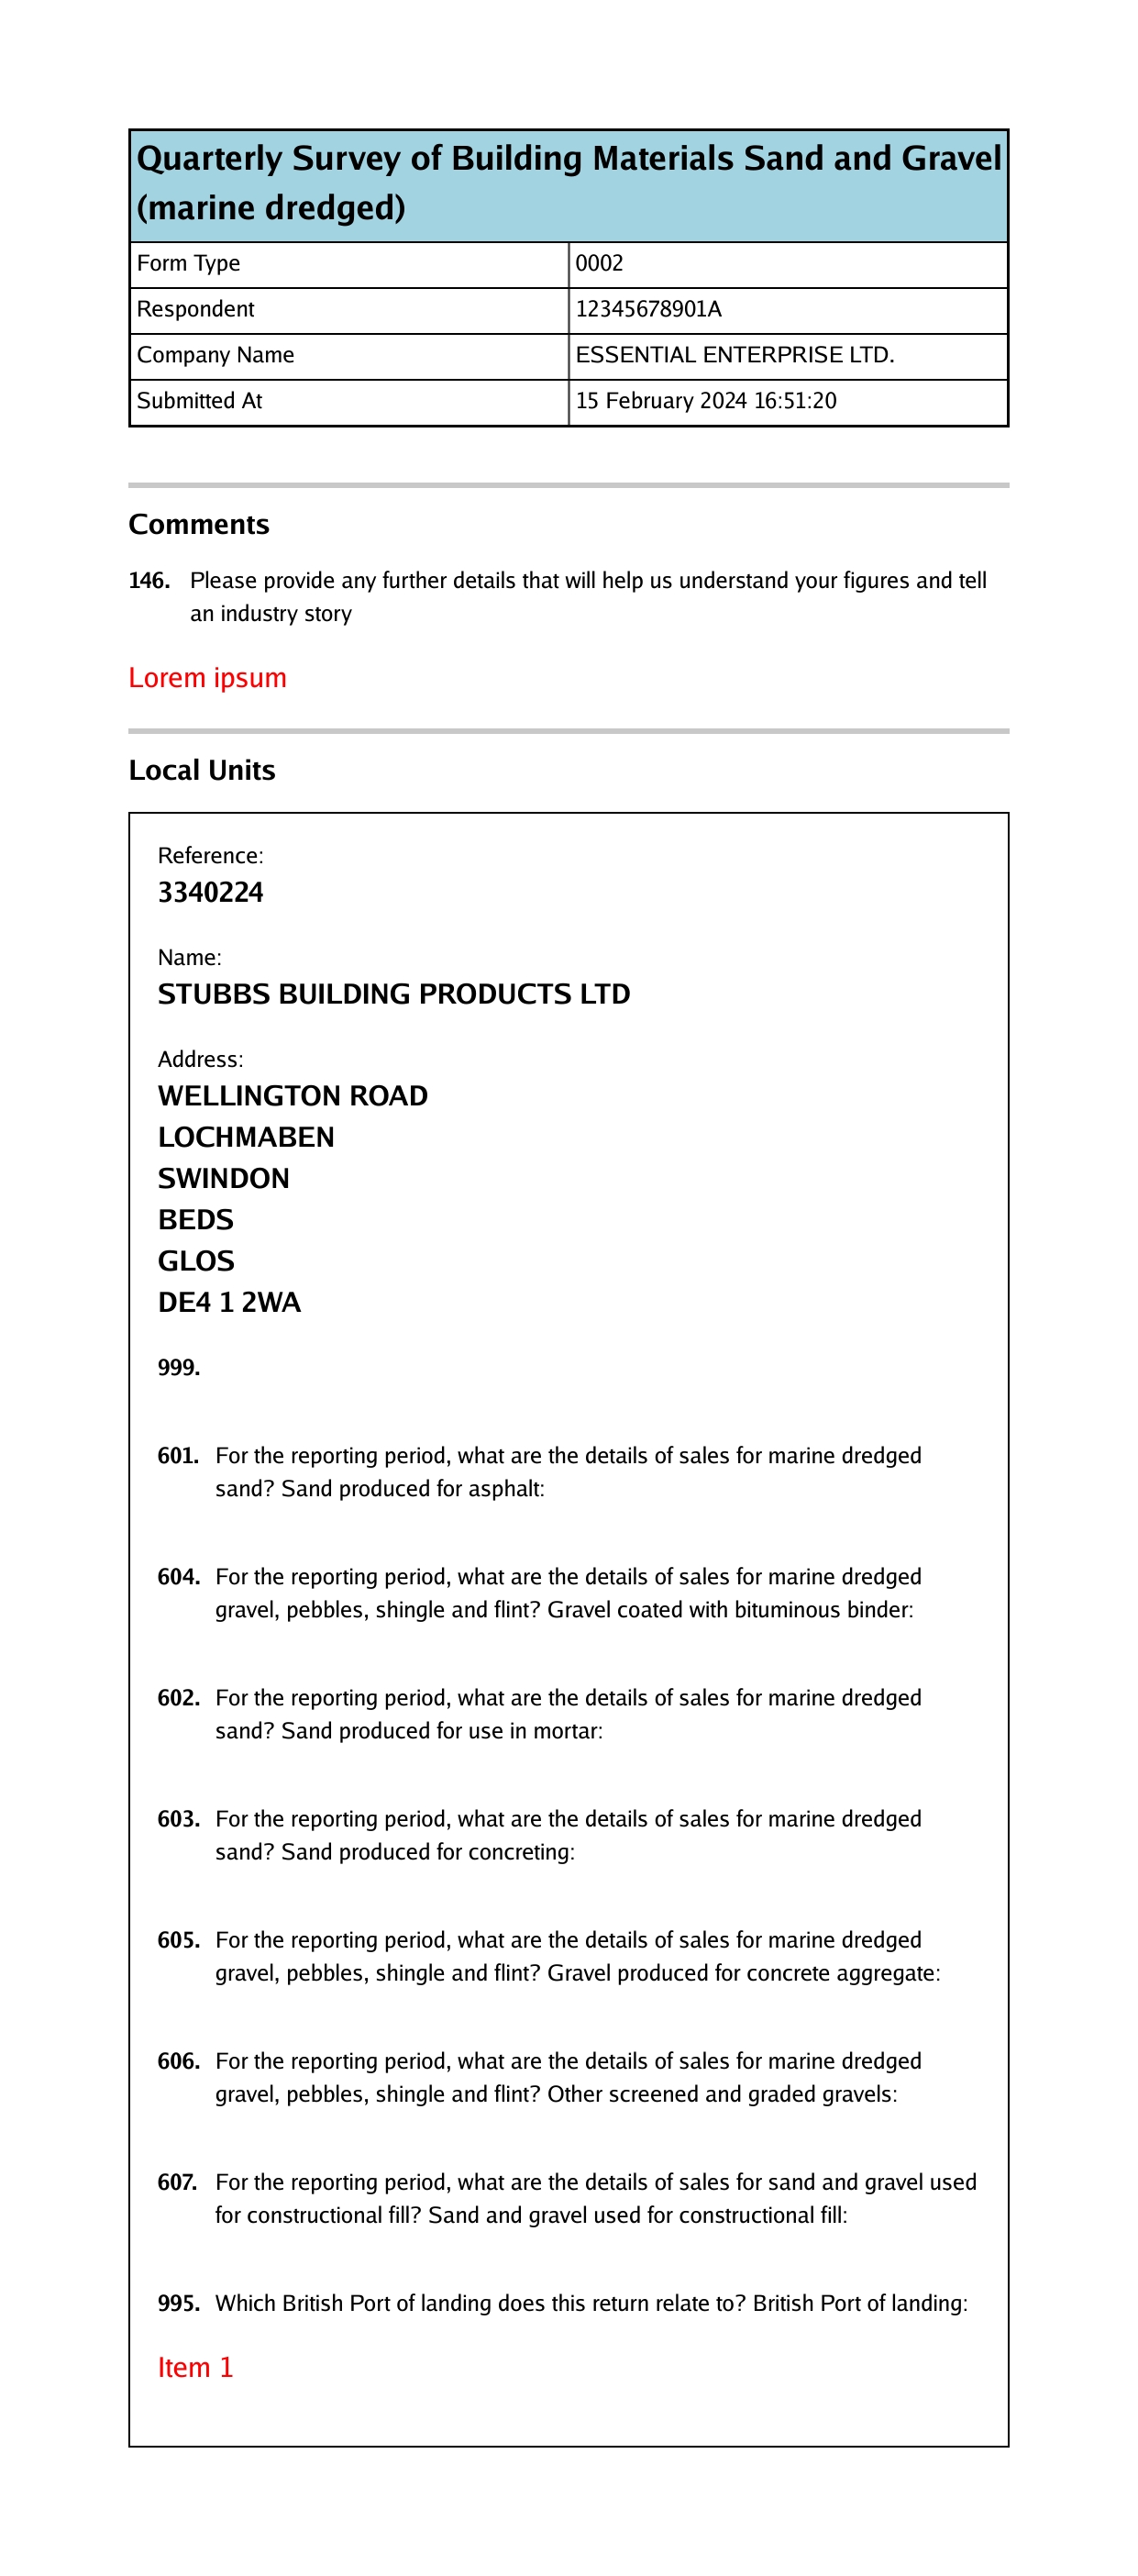 Quarterly Survey of Building Materials Sand and Gravel
(marine dredged)
Form Type 0002
Respondent 12345678901A
Company Name ESSENTIAL ENTERPRISE LTD.
Submitted At 15 February 2024 16:51:20
Comments
146. Please provide any further details that will help us understand your figures and tell
an industry story
Lorem ipsum
Local Units
Reference:
3340224
Name:
STUBBS BUILDING PRODUCTS LTD
Address:
WELLINGTON ROAD
LOCHMABEN
SWINDON
BEDS
GLOS
DE4 1 2WA
999.
601. For the reporting period, what are the details of sales for marine dredged
sand? Sand produced for asphalt:
604. For the reporting period, what are the details of sales for marine dredged
gravel, pebbles, shingle and flint? Gravel coated with bituminous binder:
602. For the reporting period, what are the details of sales for marine dredged
sand? Sand produced for use in mortar:
603. For the reporting period, what are the details of sales for marine dredged
sand? Sand produced for concreting:
605. For the reporting period, what are the details of sales for marine dredged
gravel, pebbles, shingle and flint? Gravel produced for concrete aggregate:
606. For the reporting period, what are the details of sales for marine dredged
gravel, pebbles, shingle and flint? Other screened and graded gravels:
607. For the reporting period, what are the details of sales for sand and gravel used
for constructional fill? Sand and gravel used for constructional fill:
995. Which British Port of landing does this return relate to? British Port of landing:
Item 1